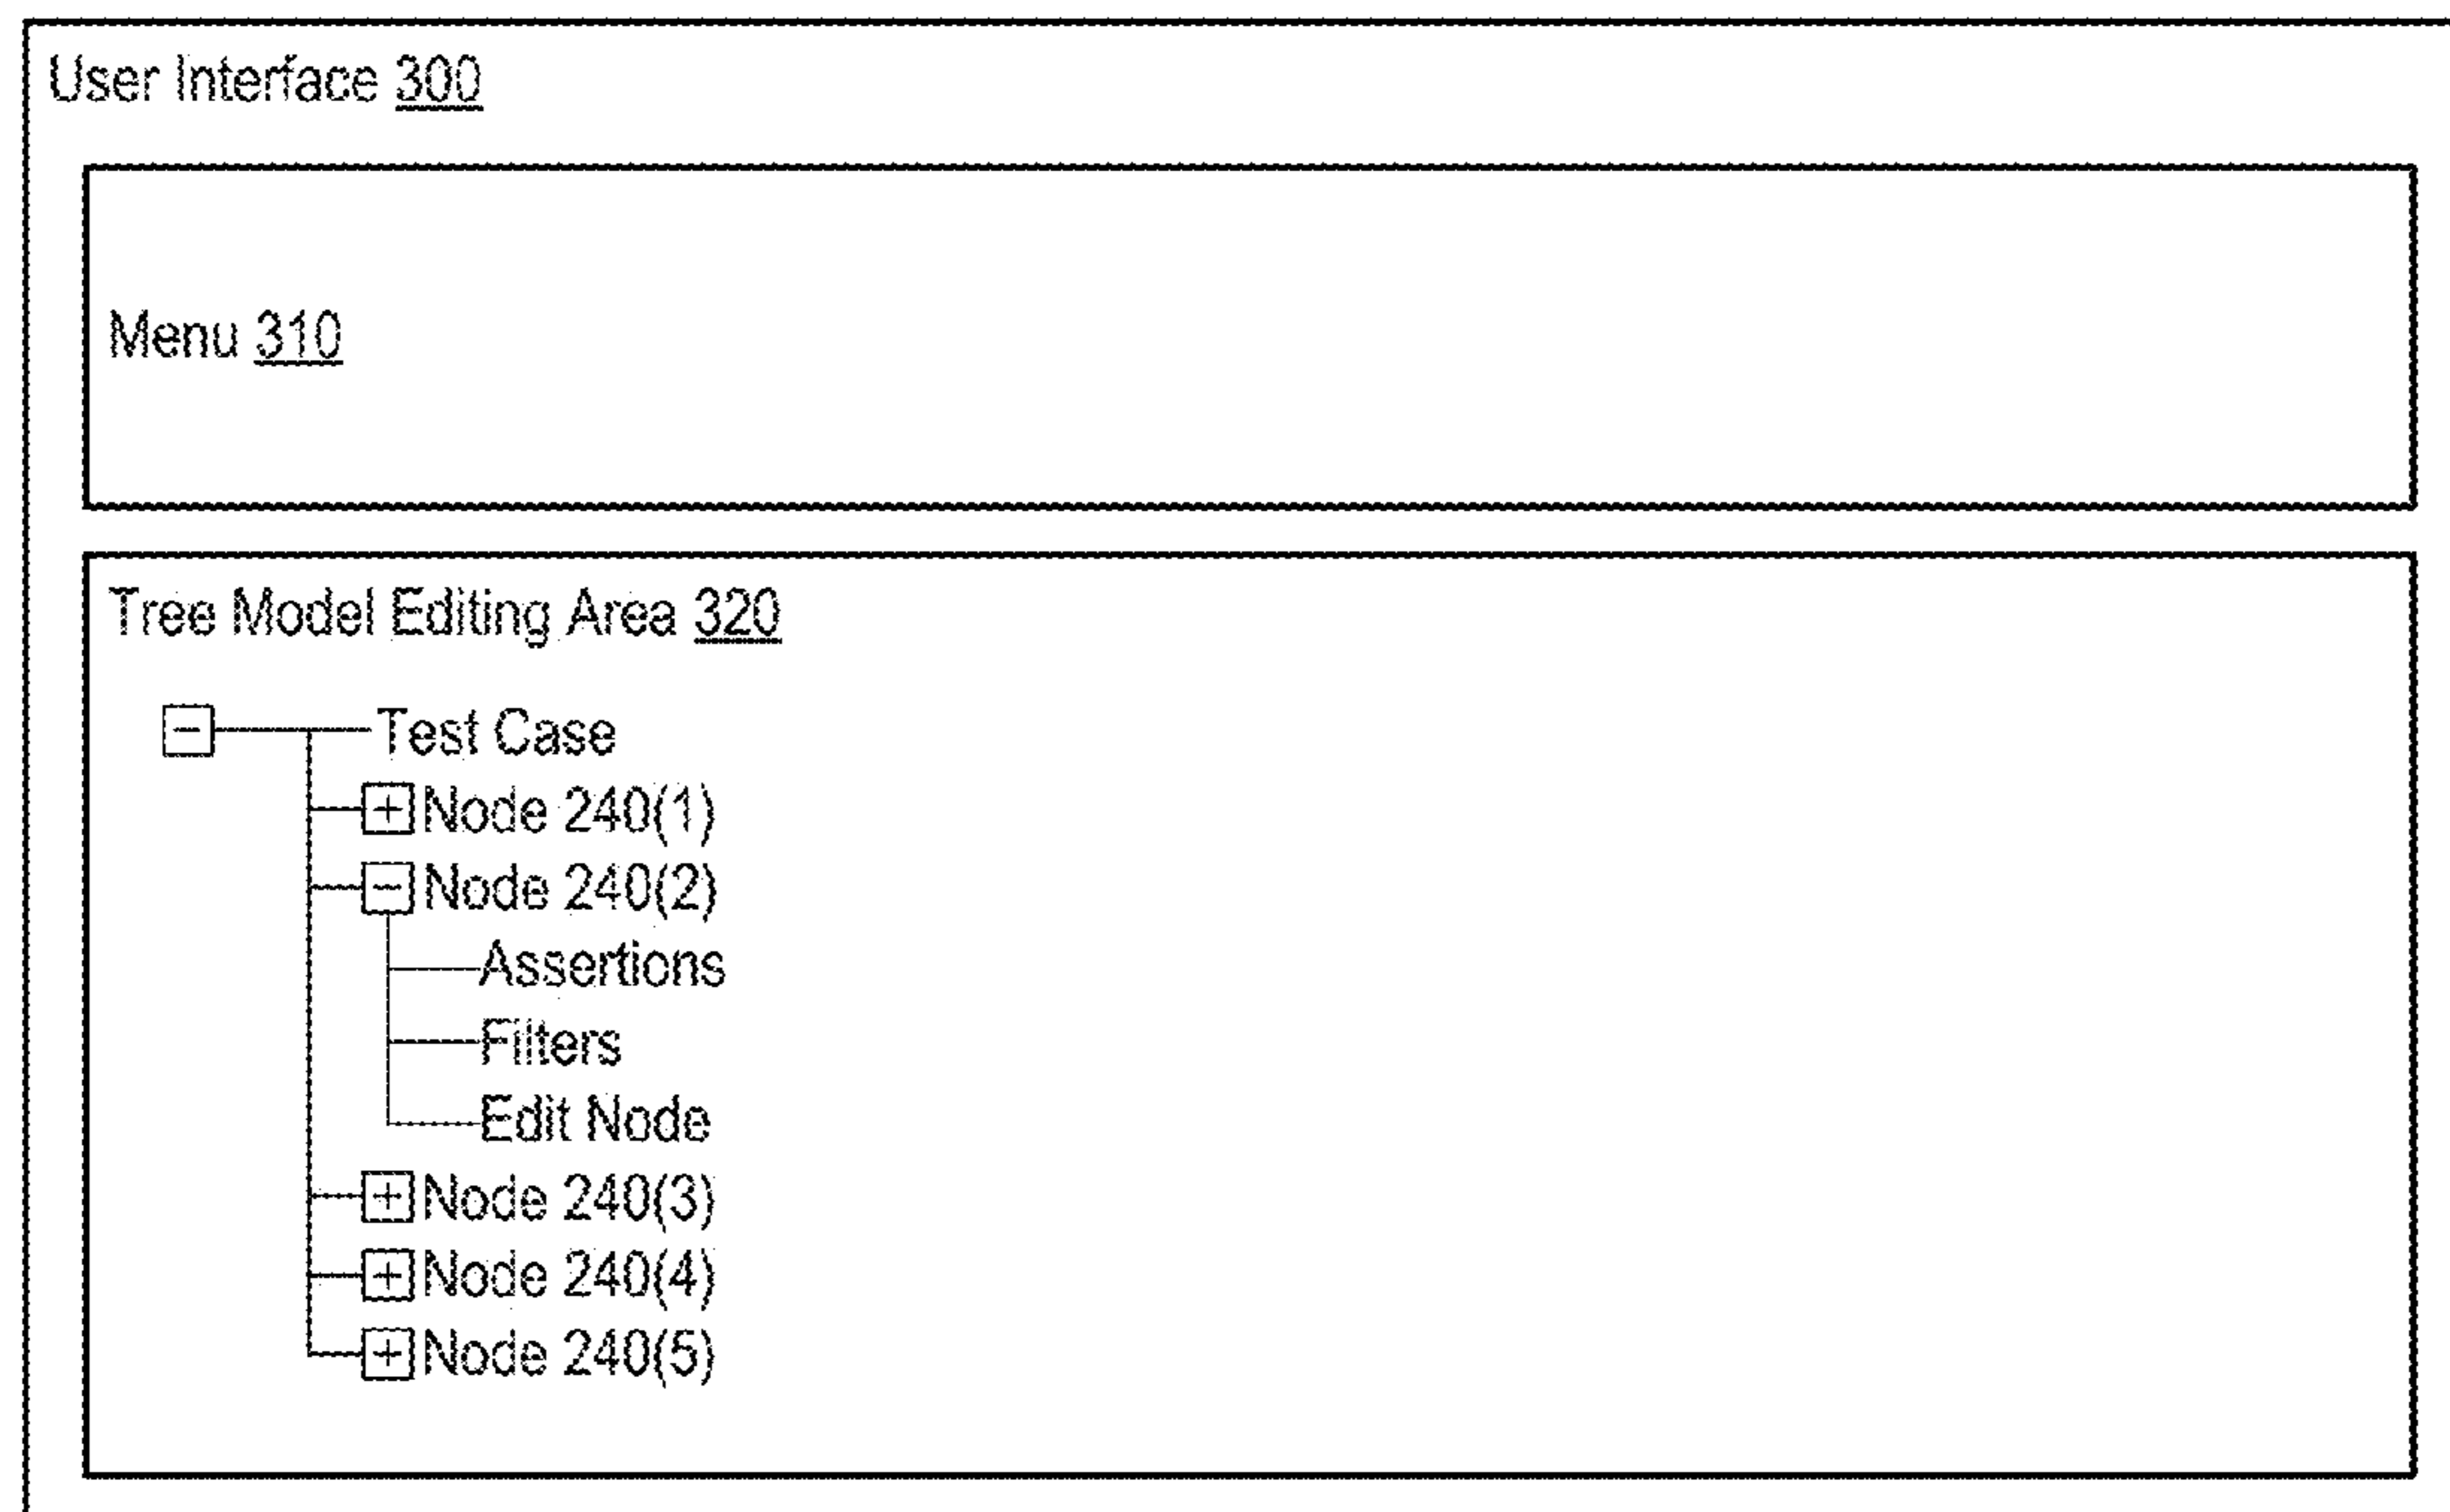 User Interface 300
Menu 310
Tree Model Editing Area 320
Test Case
Node 240(1)
Node 240(2)
Assertions
Filters
Edit Node
Node 240(3)
Node 240(4)
Node 240(5)